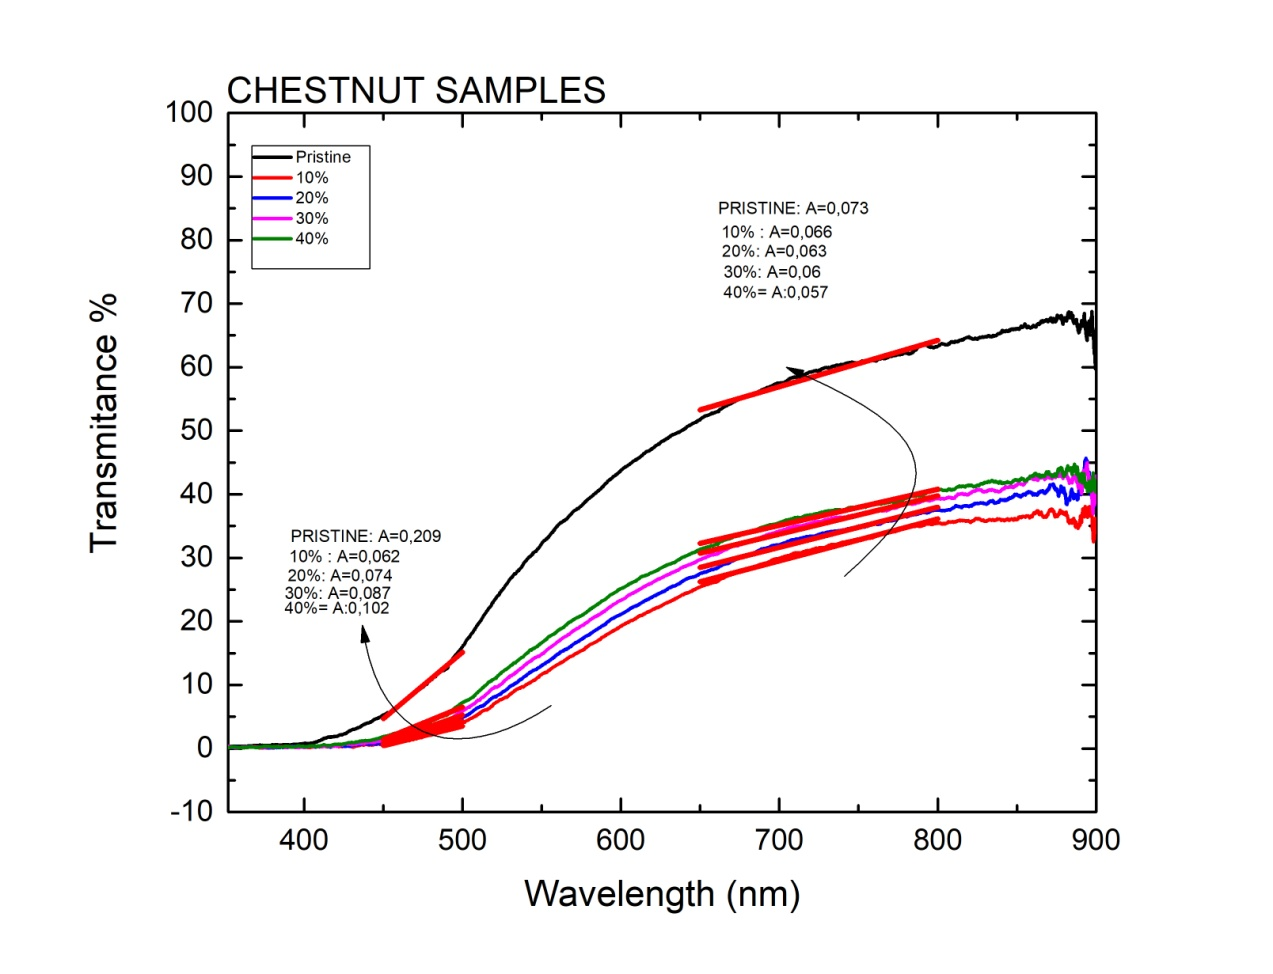 CHESTNUT SAMPLES
100
90
80
70
60
50
40
30
20
10
0
-10
Transmitance %
Pristine
10%
20%
30%
40%
PRISTINE: A=0,073
10% : A=0,066
20%: A=0,063
30%: A=0,06
40%= A:0,057
PRISTINE: A=0,209
10% : A=0,062
20%: A=0,074
30%: A=0,087
40%= A:0,102
400 500 600 700 800 900
Wavelength (nm)